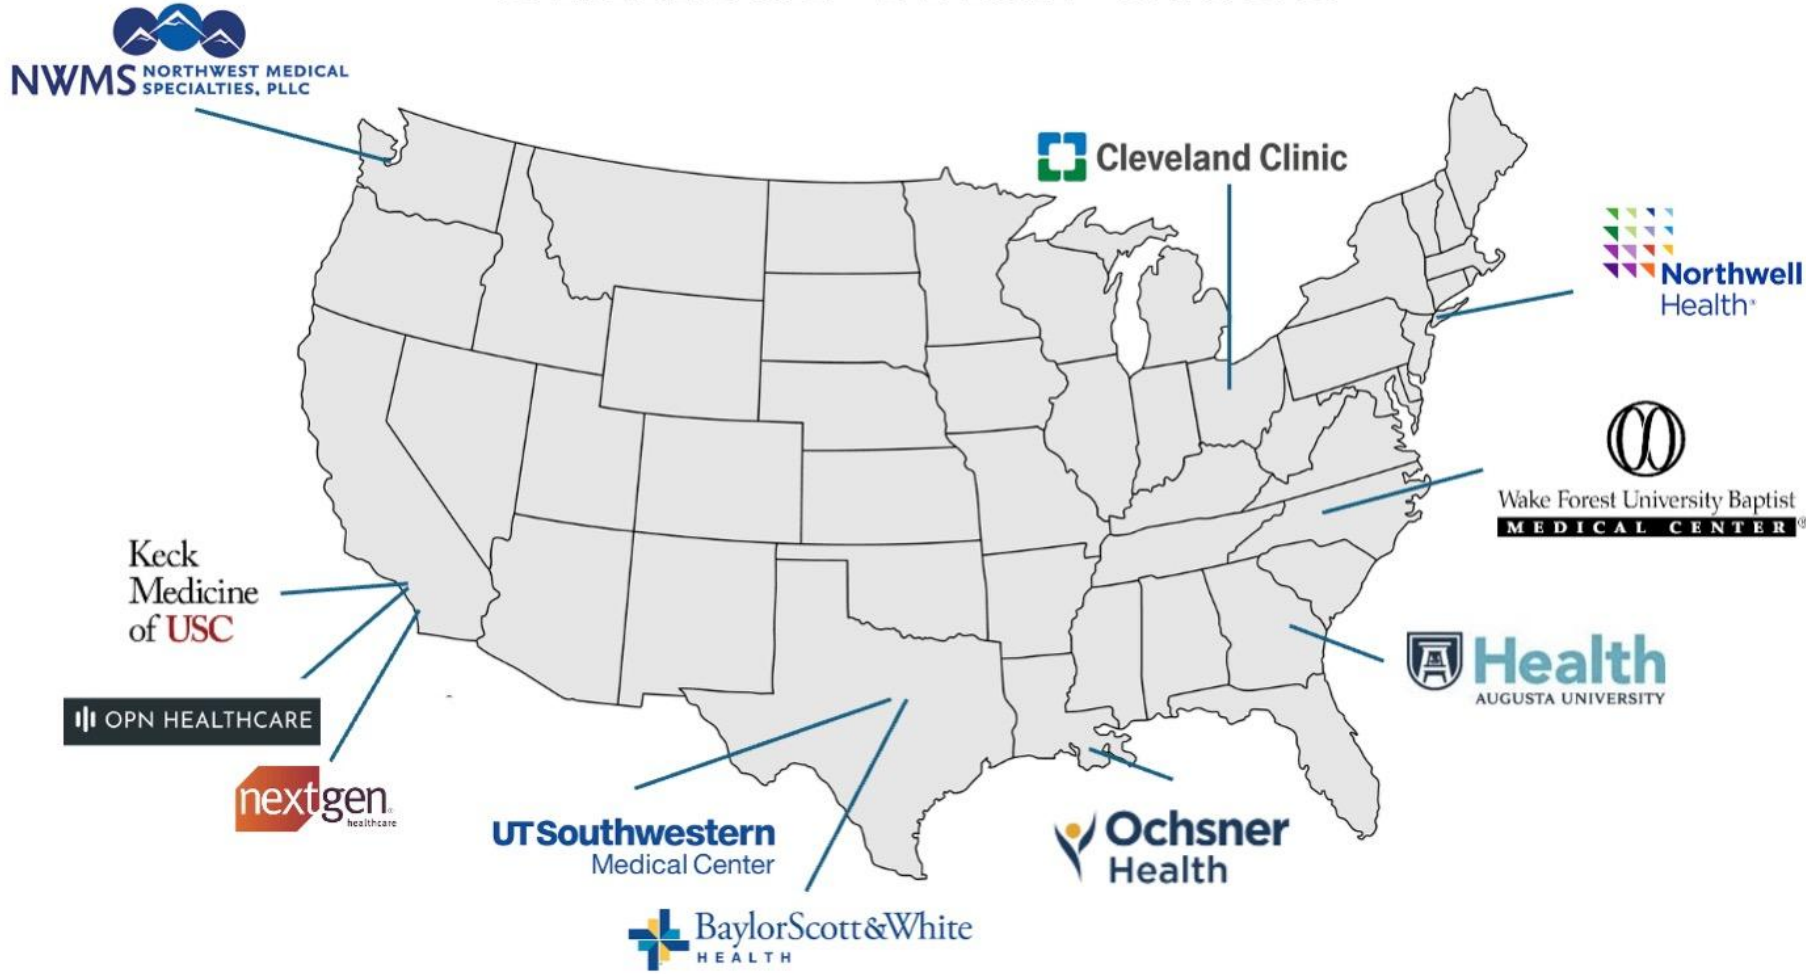 NWMS NORTHWEST MEDICAL
SPECIALTIES, PLLC
Cleveland Clinic
Northwell
Health®
Wake Forest University Baptist
MEDICAL CENTER®
Keck
Medicine
of USC
Health
AUGUSTA UNIVERSITY
OPN HEALTHCARE
nextgen®
healthcare
UTSouthwestern
Medical Center
Ochsner
Health
BaylorScott&White
HEALTH